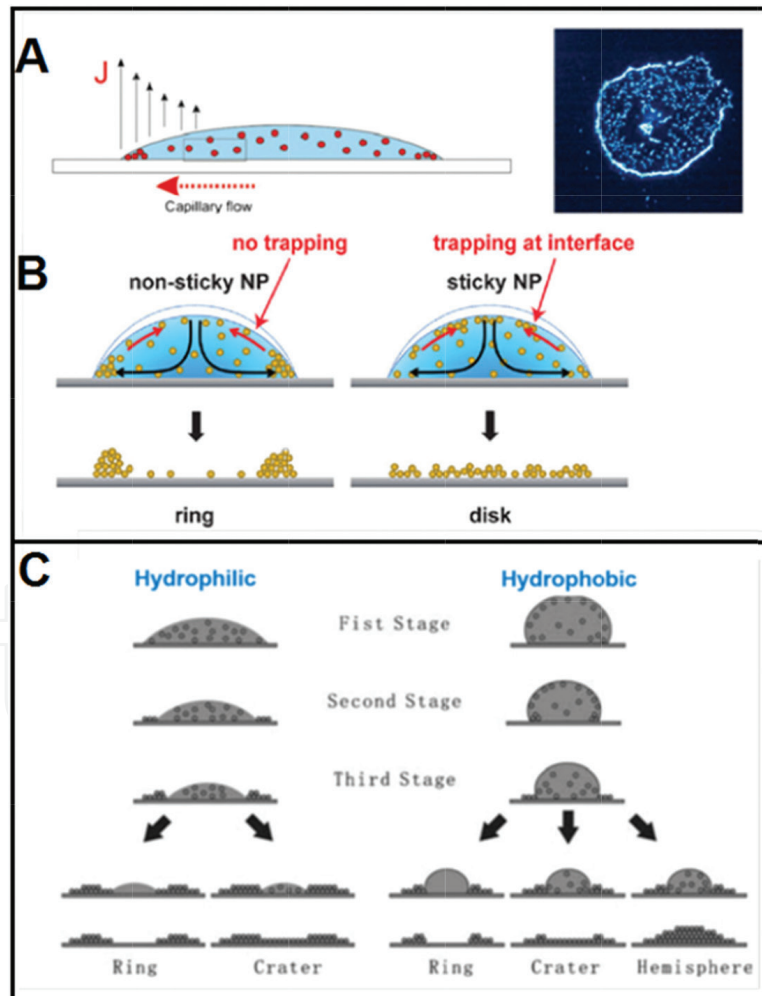 A
J
Capillary flow
B
no trapping
trapping at interface
non-sticky NP
sticky NP
ring
disk
C
Hydrophilic
Hydrophobic
Fist Stage
Second Stage
Third Stage
Ring
Crater
Ring
Crater
Hemisphere